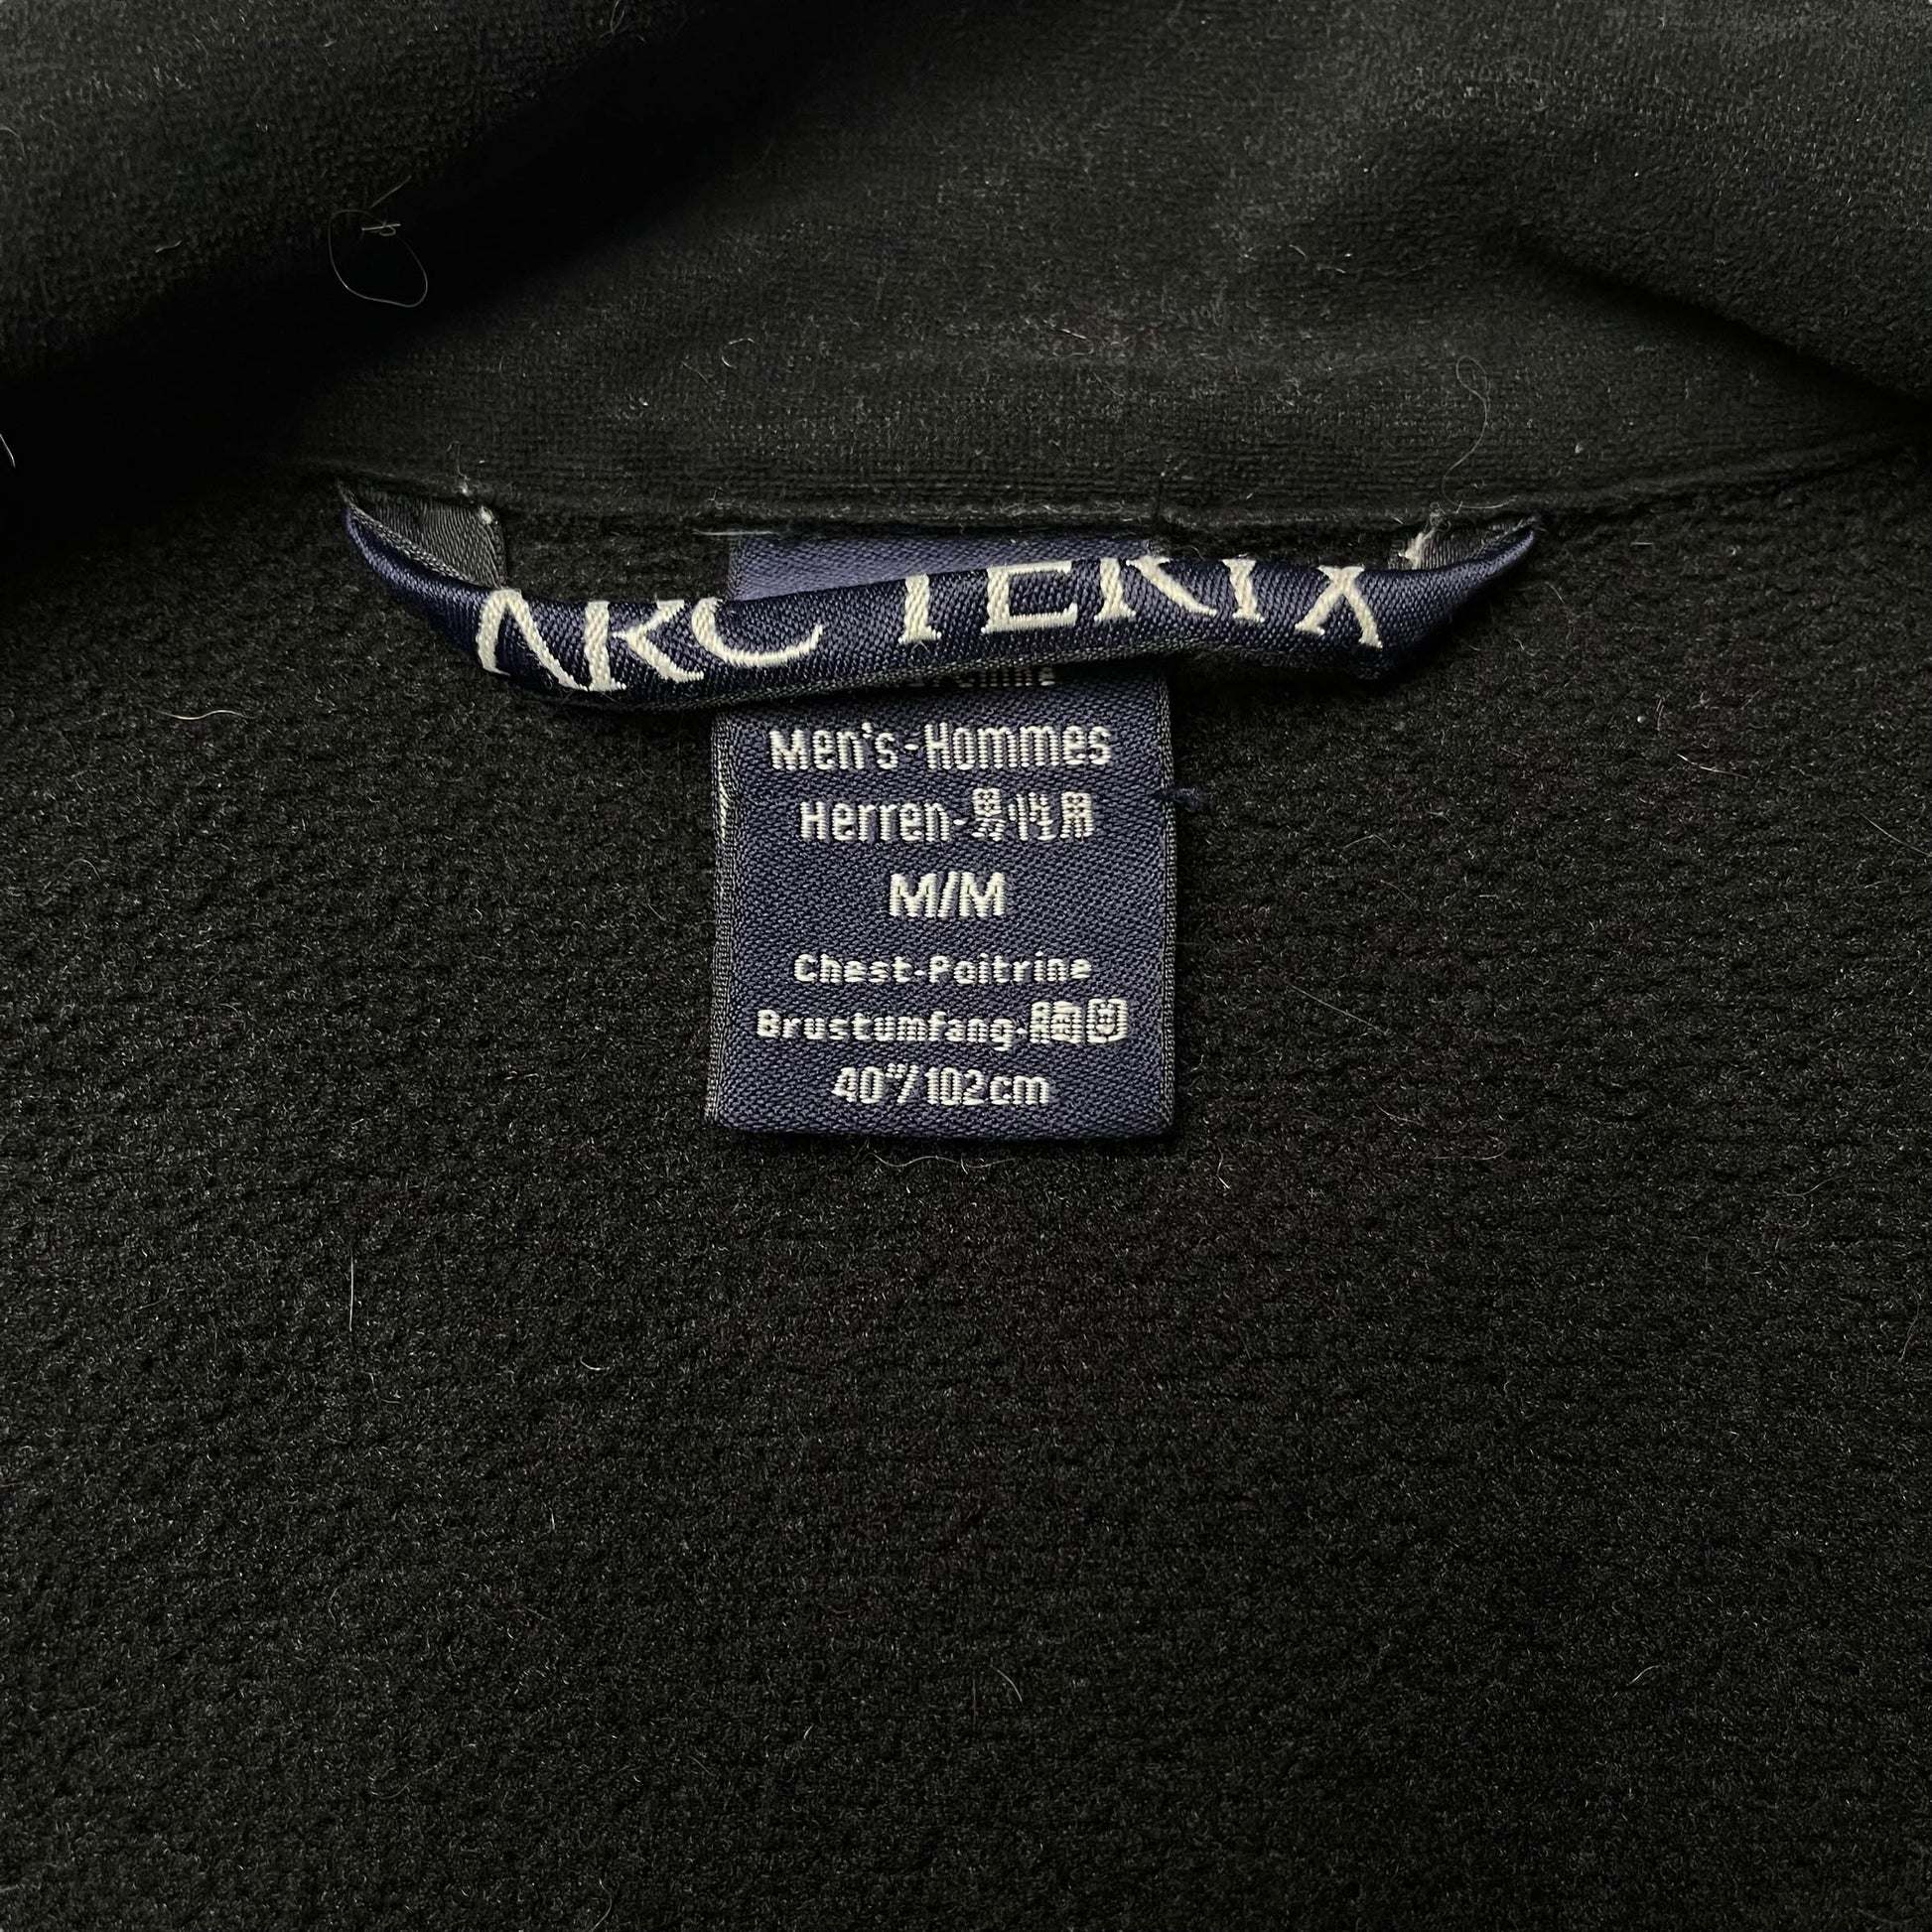 ARC'TERYX
Men's-Hommes
Herren-男性用
M/M
Chest-Poitrine
Brustumfang-胸囲
40"/102cm